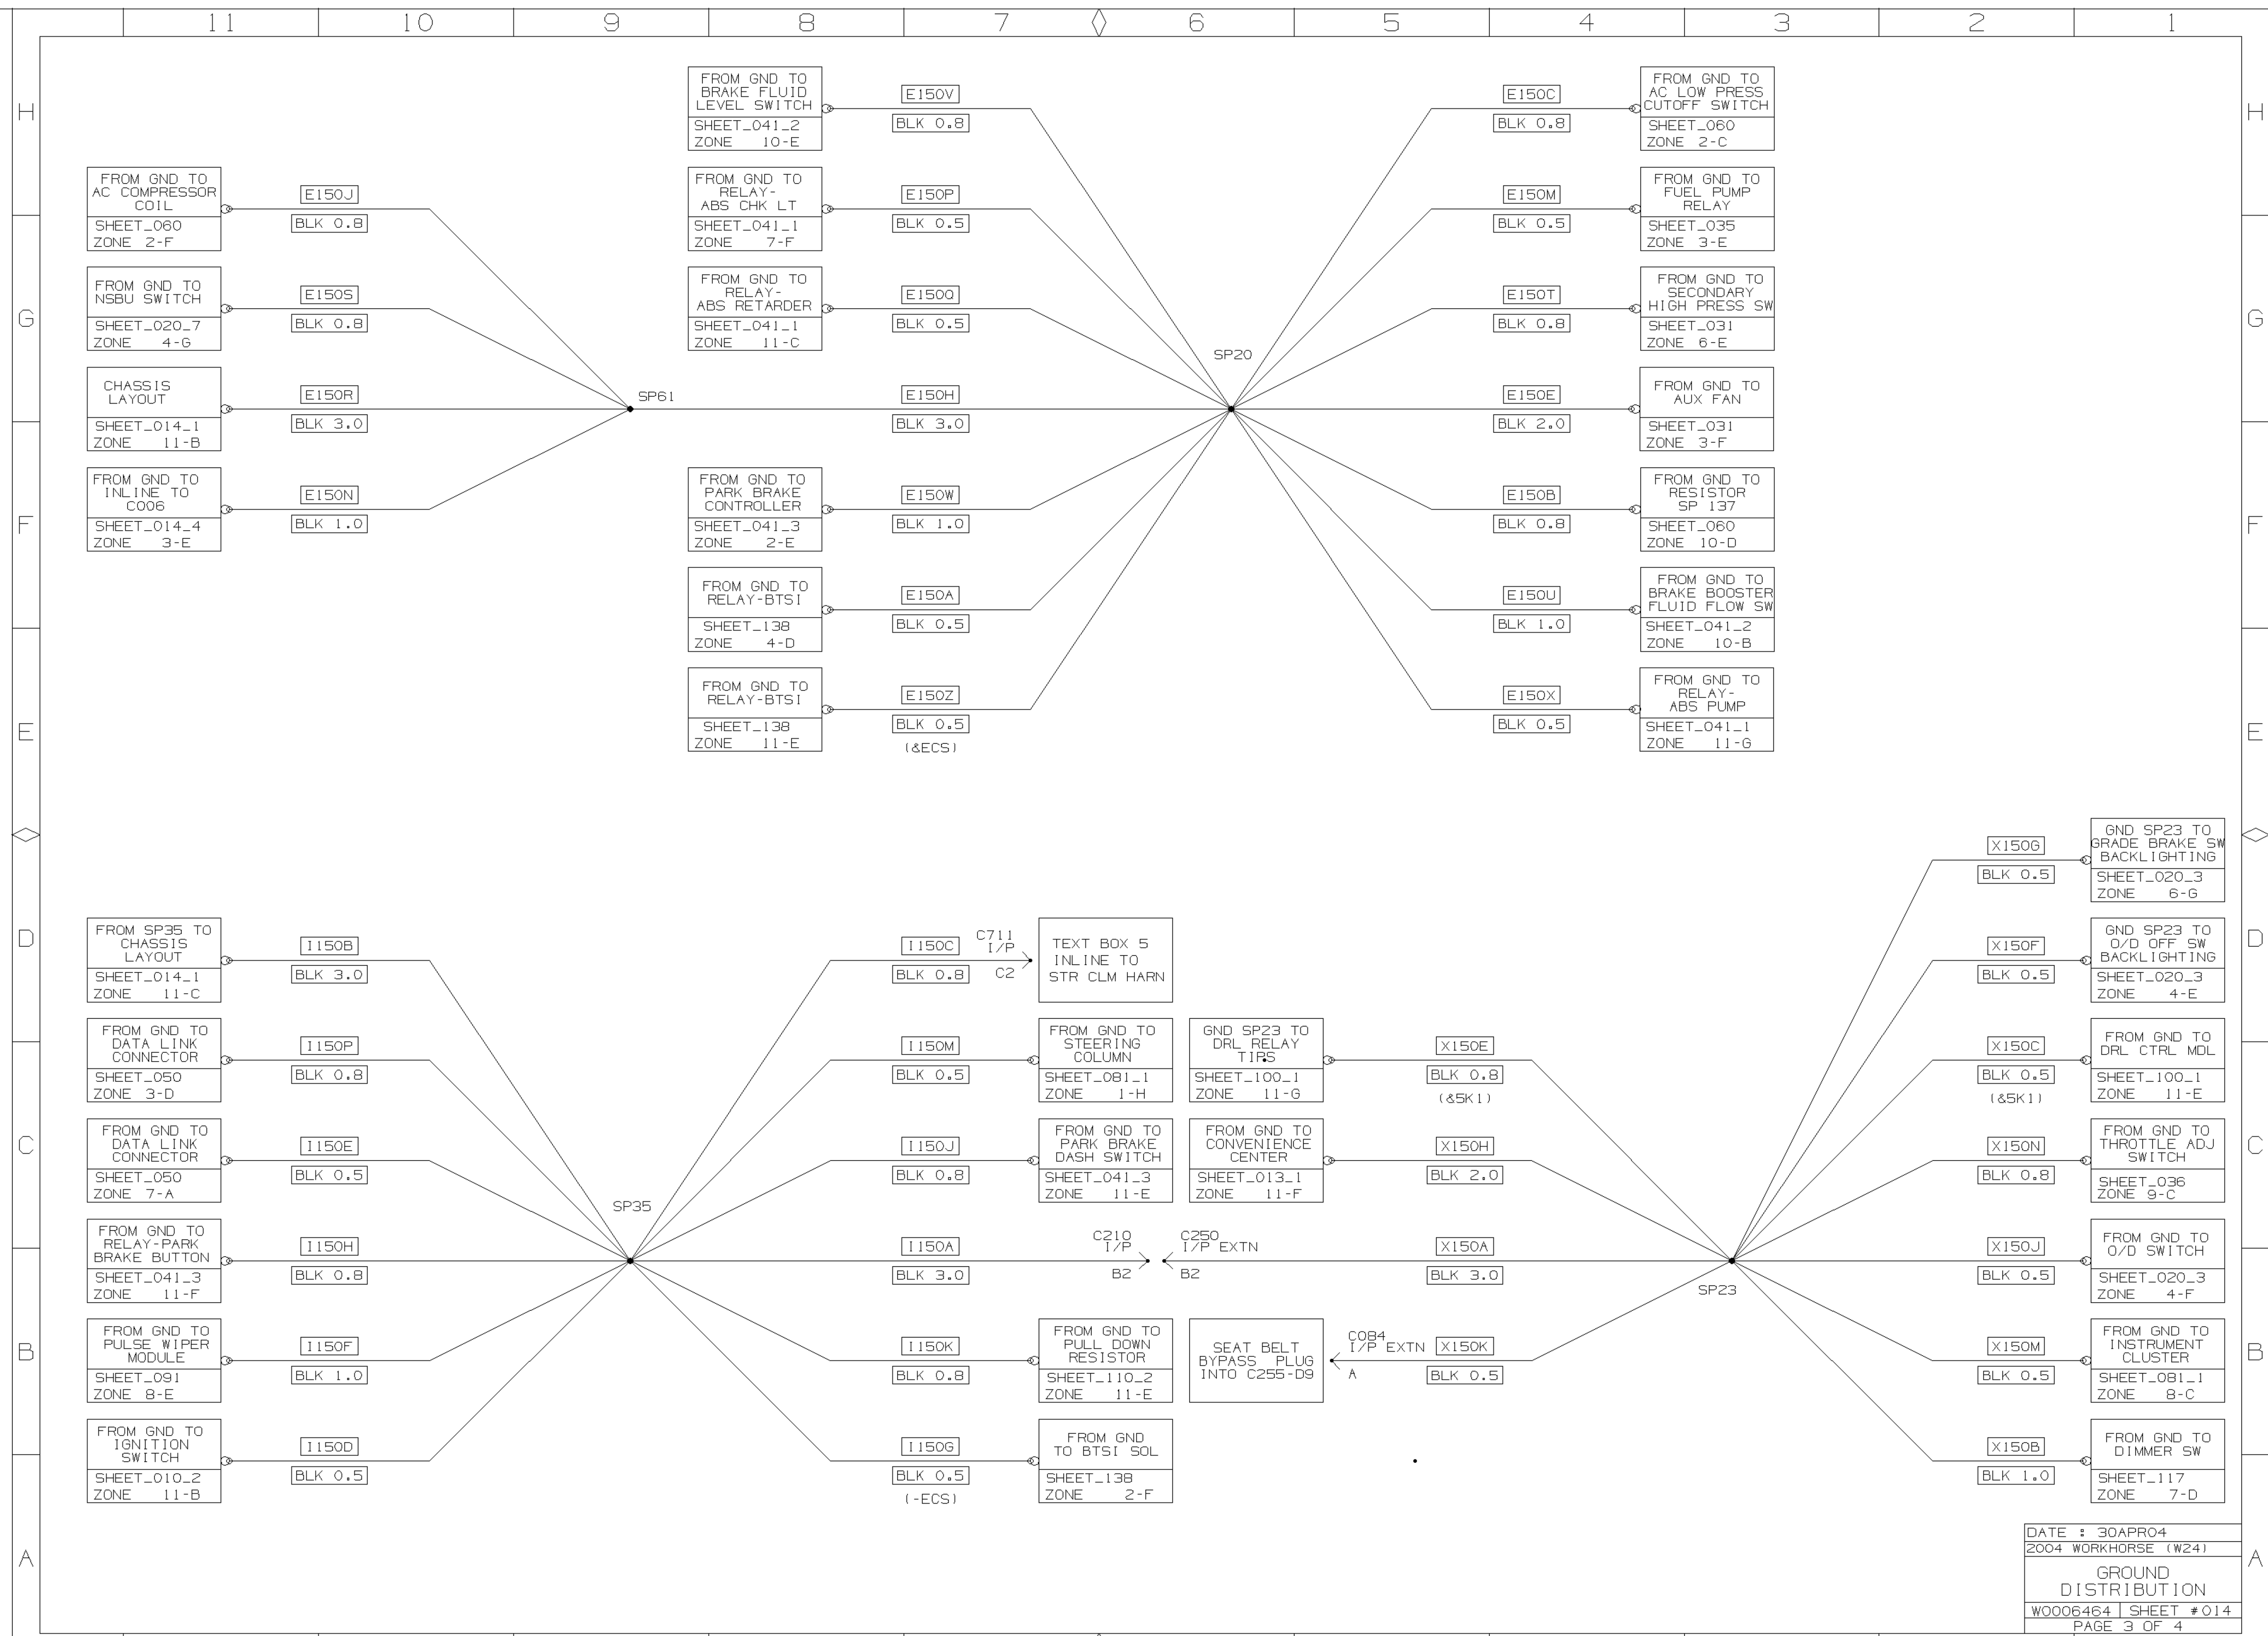 11 10 9 8 7 6 5 4 3 2 1
H
H
G
G
F
F
E
E
D
D
C
C
B
B
A
A
FROM GND TO
AC COMPRESSOR
COIL
SHEET_060
ZONE 2-F
E150J
BLK 0.8
FROM GND TO
NSBU SWITCH
SHEET_020_7
ZONE 4-G
E150S
BLK 0.8
CHASSIS
LAYOUT
SHEET_014_1
ZONE 11-B
E150R
BLK 3.0
FROM GND TO
INLINE TO
C006
SHEET_014_4
ZONE 3-E
E150N
BLK 1.0
SP61
FROM GND TO
BRAKE FLUID
LEVEL SWITCH
SHEET_041_2
ZONE 10-E
E150V
BLK 0.8
FROM GND TO
RELAY-
ABS CHK LT
SHEET_041_1
ZONE 7-F
E150P
BLK 0.5
FROM GND TO
RELAY-
ABS RETARDER
SHEET_041_1
ZONE 11-C
E150Q
BLK 0.5
E150H
BLK 3.0
FROM GND TO
PARK BRAKE
CONTROLLER
SHEET_041_3
ZONE 2-E
E150W
BLK 1.0
FROM GND TO
RELAY-BTSI
SHEET_138
ZONE 4-D
E150A
BLK 0.5
FROM GND TO
RELAY-BTSI
SHEET_138
ZONE 11-E
E150Z
BLK 0.5
(&ECS)
SP20
E150C
BLK 0.8
FROM GND TO
AC LOW PRESS
CUTOFF SWITCH
SHEET_060
ZONE 2-C
E150M
BLK 0.5
FROM GND TO
FUEL PUMP
RELAY
SHEET_035
ZONE 3-E
E150T
BLK 0.8
FROM GND TO
SECONDARY
HIGH PRESS SW
SHEET_031
ZONE 6-E
E150E
BLK 2.0
FROM GND TO
AUX FAN
SHEET_031
ZONE 3-F
E150B
BLK 0.8
FROM GND TO
RESISTOR
SP 137
SHEET_060
ZONE 10-D
E150U
BLK 1.0
FROM GND TO
BRAKE BOOSTER
FLUID FLOW SW
SHEET_041_2
ZONE 10-B
E150X
BLK 0.5
FROM GND TO
RELAY-
ABS PUMP
SHEET_041_1
ZONE 11-G
FROM SP35 TO
CHASSIS
LAYOUT
SHEET_014_1
ZONE 11-C
I150B
BLK 3.0
FROM GND TO
DATA LINK
CONNECTOR
SHEET_050
ZONE 3-D
I150P
BLK 0.8
FROM GND TO
DATA LINK
CONNECTOR
SHEET_050
ZONE 7-A
I150E
BLK 0.5
FROM GND TO
RELAY-PARK
BRAKE BUTTON
SHEET_041_3
ZONE 11-F
I150H
BLK 0.8
FROM GND TO
PULSE WIPER
MODULE
SHEET_091
ZONE 8-E
I150F
BLK 1.0
FROM GND TO
IGNITION
SWITCH
SHEET_010_2
ZONE 11-B
I150D
BLK 0.5
SP35
I150C
BLK 0.8
C711
I/P
C2
TEXT BOX 5
INLINE TO
STR CLM HARN
I150M
BLK 0.5
FROM GND TO
STEERING
COLUMN
SHEET_081_1
ZONE 1-H
I150J
BLK 0.8
FROM GND TO
PARK BRAKE
DASH SWITCH
SHEET_041_3
ZONE 11-E
I150A
BLK 3.0
C210
I/P
B2
C250
I/P EXTN
B2
I150K
BLK 0.8
FROM GND TO
PULL DOWN
RESISTOR
SHEET_110_2
ZONE 11-E
I150G
BLK 0.5
(-ECS)
FROM GND
TO BTSI SOL
SHEET_138
ZONE 2-F
GND SP23 TO
DRL RELAY
TIPS
SHEET_100_1
ZONE 11-G
X150E
BLK 0.8
(&5K1)
FROM GND TO
CONVENIENCE
CENTER
SHEET_013_1
ZONE 11-F
X150H
BLK 2.0
X150A
BLK 3.0
SEAT BELT
BYPASS PLUG
INTO C255-D9
C084
I/P EXTN
A
X150K
BLK 0.5
SP23
X150G
BLK 0.5
GND SP23 TO
GRADE BRAKE SW
BACKLIGHTING
SHEET_020_3
ZONE 6-G
X150F
BLK 0.5
GND SP23 TO
O/D OFF SW
BACKLIGHTING
SHEET_020_3
ZONE 4-E
X150C
BLK 0.5
(&5K1)
FROM GND TO
DRL CTRL MDL
SHEET_100_1
ZONE 11-E
X150N
BLK 0.8
FROM GND TO
THROTTLE ADJ
SWITCH
SHEET_036
ZONE 9-C
X150J
BLK 0.5
FROM GND TO
O/D SWITCH
SHEET_020_3
ZONE 4-F
X150M
BLK 0.5
FROM GND TO
INSTRUMENT
CLUSTER
SHEET_081_1
ZONE 8-C
X150B
BLK 1.0
FROM GND TO
DIMMER SW
SHEET_117
ZONE 7-D
DATE : 30APR04
2004 WORKHORSE (W24)
GROUND
DISTRIBUTION
W0006464 SHEET #014
PAGE 3 OF 4